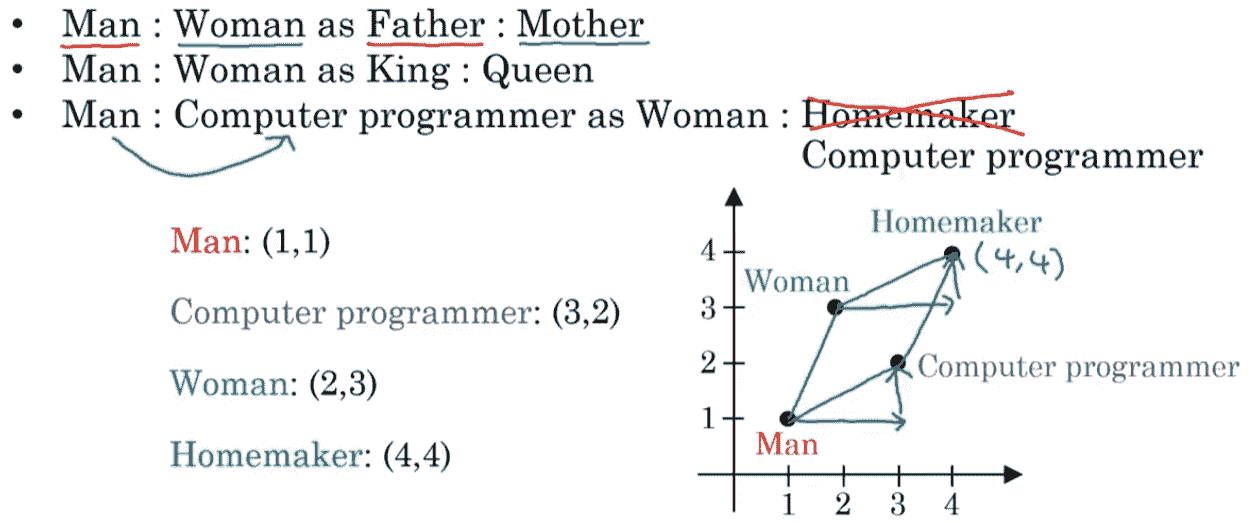 • Man : Woman as Father : Mother
• Man : Woman as King : Queen
• Man : Computer programmer as Woman : Homemaker
Computer programmer
Man: (1,1)
Computer programmer: (3,2)
Woman: (2,3)
Homemaker: (4,4)
Homemaker
4
(4,4)
Woman
3
2
Computer programmer
1
Man
1 2 3 4